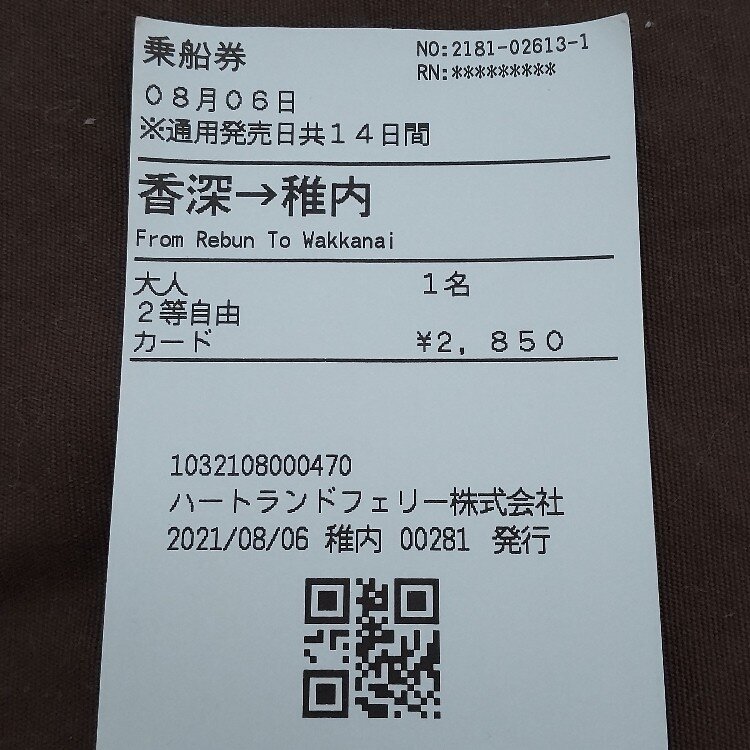 乗船券
NO:2181-02613-1
RN:*********
08月06日
※通用発売日共14日間
香深→稚内
From Rebun To Wakkanai
大人 1名
2等自由
カード ¥2,850
1032108000470
ハートランドフェリー株式会社
2021/08/06 稚内 00281 発行